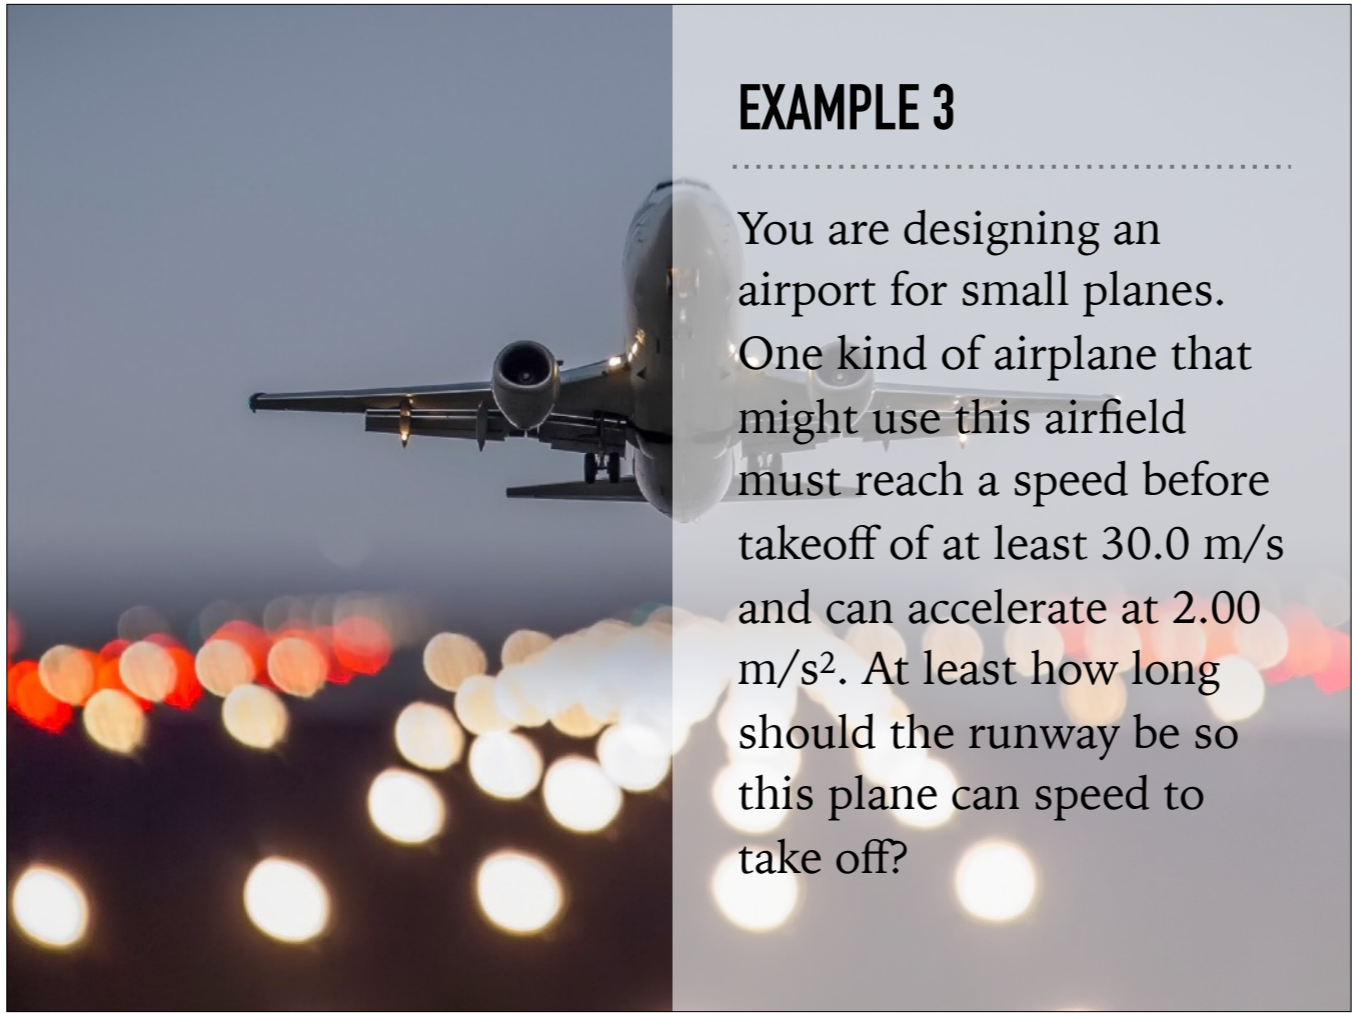 EXAMPLE 3
You are designing an
airport for small planes.
One kind of airplane that
might use this airfield
must reach a speed before
takeoff of at least 30.0 m/s
and can accelerate at 2.00
m/s². At least how long
should the runway be so
this plane can speed to
take off?